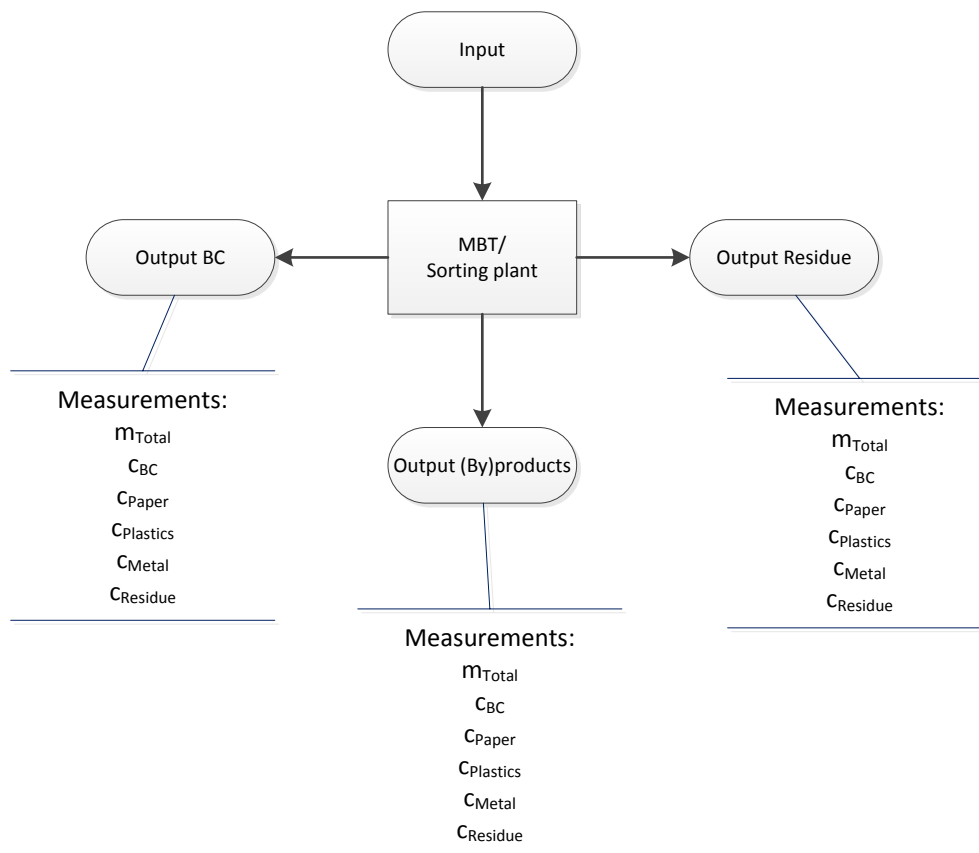 Input
MBT/
Sorting plant
Output BC
Output Residue
Output (By)products
Measurements:
mTotal
cBC
cPaper
cPlastics
cMetal
cResidue
Measurements:
mTotal
cBC
cPaper
cPlastics
cMetal
cResidue
Measurements:
mTotal
cBC
cPaper
cPlastics
cMetal
cResidue